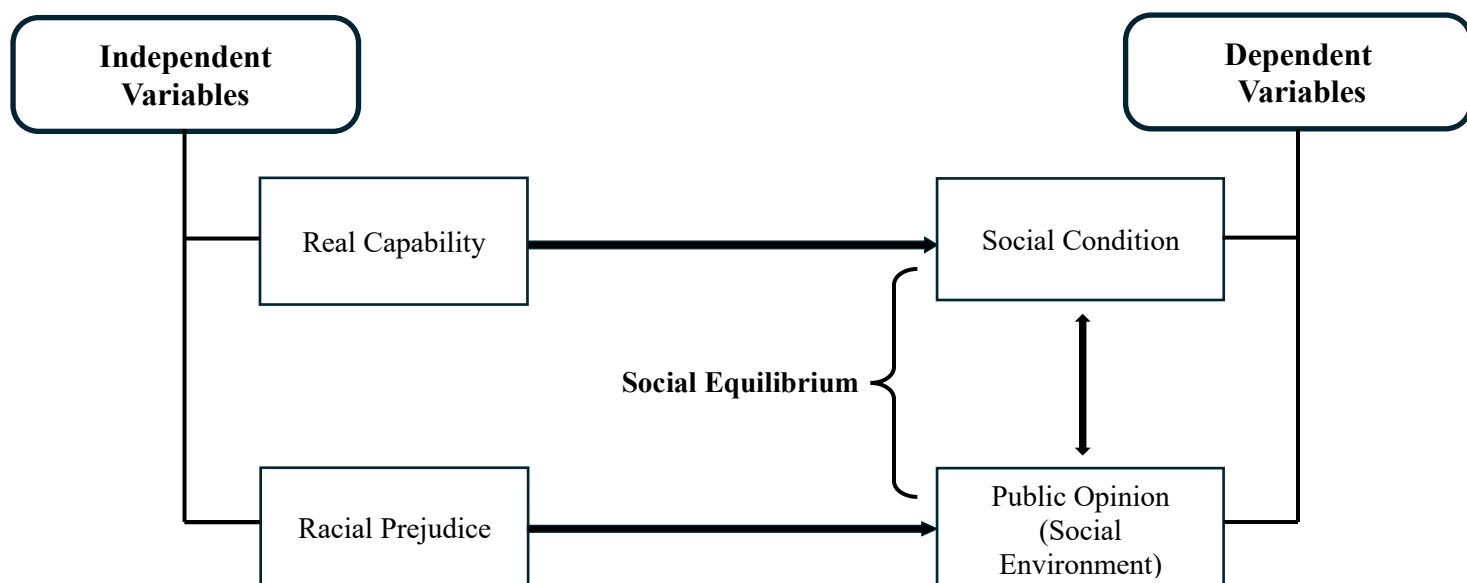 Independent
Variables
Dependent
Variables
Real Capability
Social Condition
Social Equilibrium
Racial Prejudice
Public Opinion
(Social
Environment)